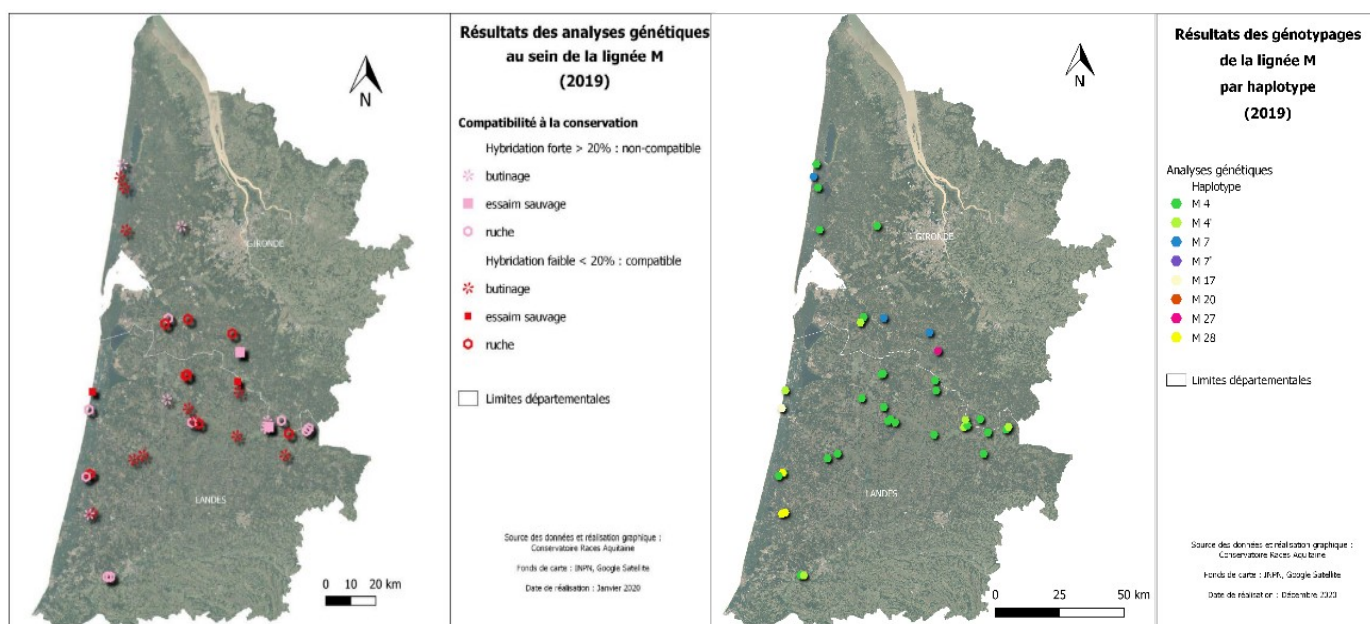 Résultats des analyses génétiques
au sein de la lignée M
(2019)
N
Compatibilité à la conservation
Hybridation forte > 20% : non-compatible
butinage
essaim sauvage
ruche
Hybridation faible < 20% : compatible
butinage
essaim sauvage
ruche
Limites départementales
GIRONDE
LANDES
Source des données et réalisation graphique :
Conservatoire Races Aquitaine
Fonds de carte : INPN, Google Satellite
Date de réalisation : Janvier 2020
0 10 20 km
Résultats des génotypages
de la lignée M
par haplotype
(2019)
N
Analyses génétiques
Haplotype
M 4
M 4'
M 7
M 7'
M 17
M 20
M 27
M 28
Limites départementales
GIRONDE
LANDES
Source des données et réalisation graphique :
Conservatoire Races Aquitaine
Fonds de carte : INPN, Google Satellite
Date de réalisation : Décembre 2020
0 25 50 km